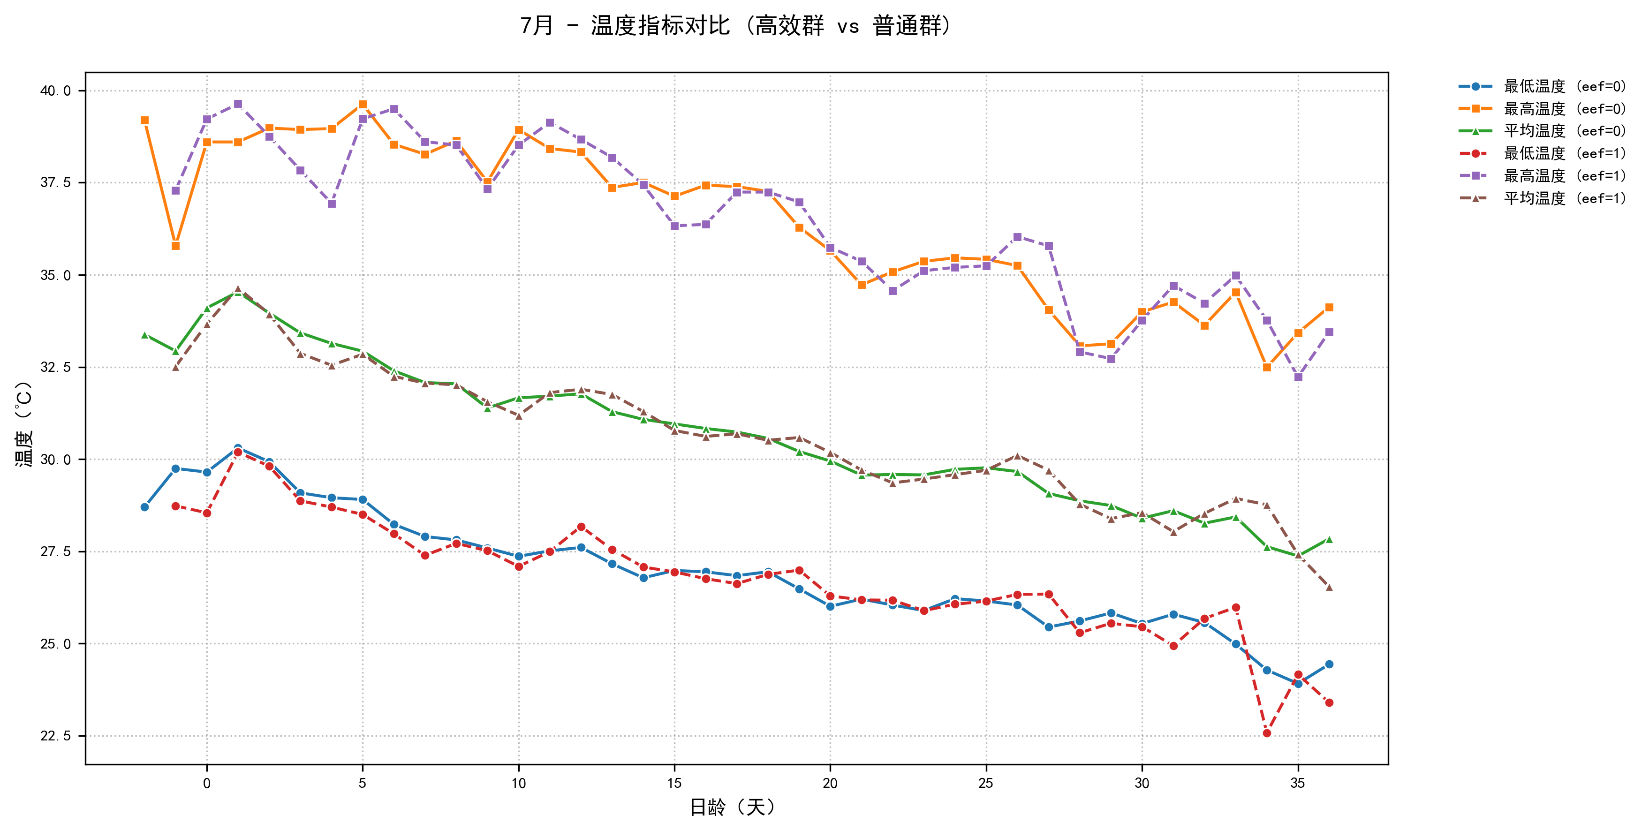 7月 - 温度指标对比 (高效群 vs 普通群)
最低温度 (eef=0)
最高温度 (eef=0)
平均温度 (eef=0)
最低温度 (eef=1)
最高温度 (eef=1)
平均温度 (eef=1)
温度 (℃)
40.0
37.5
35.0
32.5
30.0
27.5
25.0
22.5
0 5 10 15 20 25 30 35
日龄 (天)